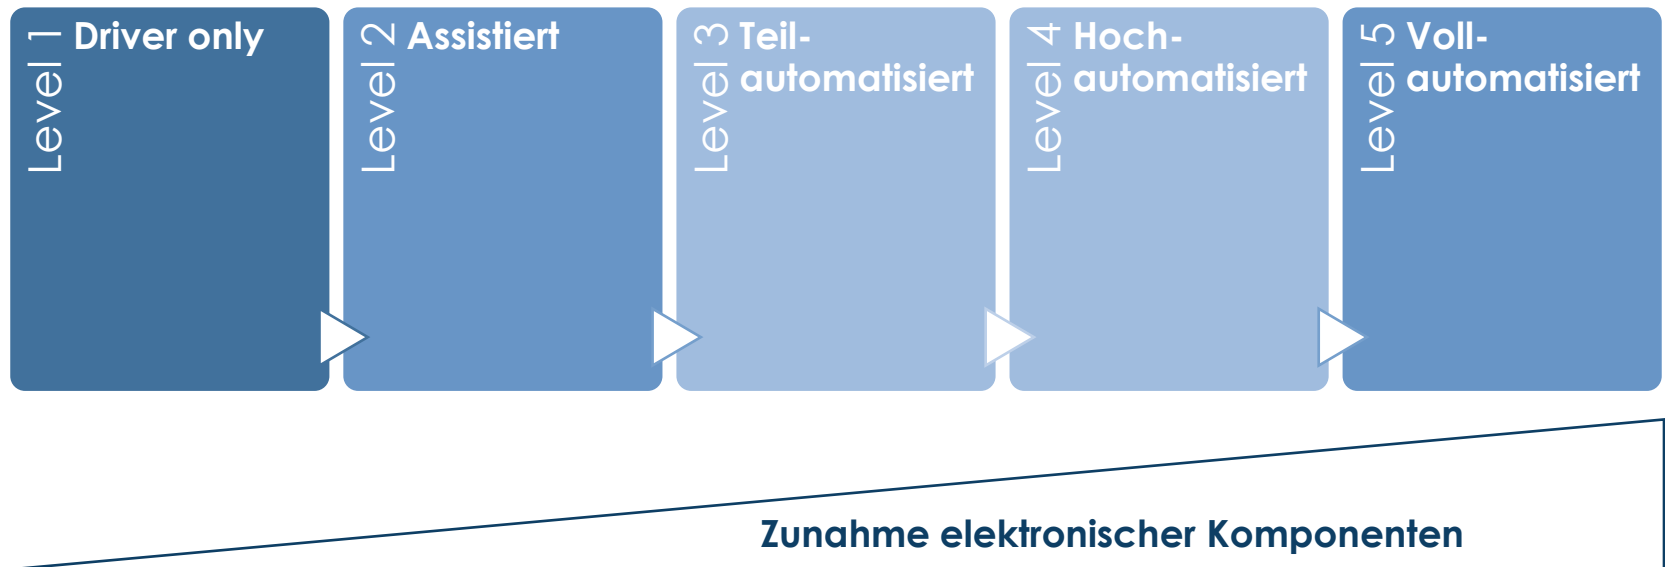 Level 1
Driver only
Level 2
Assistiert
Level 3
Teil-
automatisiert
Level 4
Hoch-
automatisiert
Level 5
Voll-
automatisiert
Zunahme elektronischer Komponenten